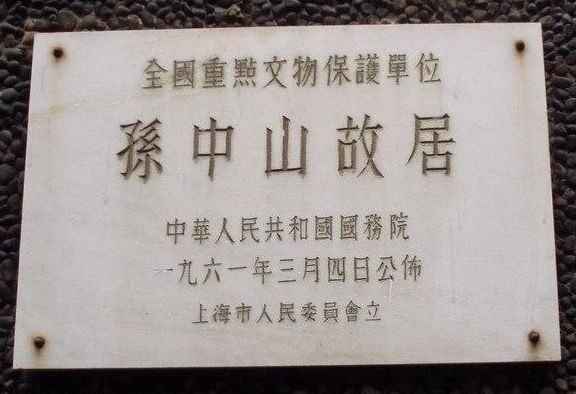 全國重點文物保護單位
孫中山故居
中華人民共和國國務院
一九六一年三月四日公佈
上海市人民委員會立